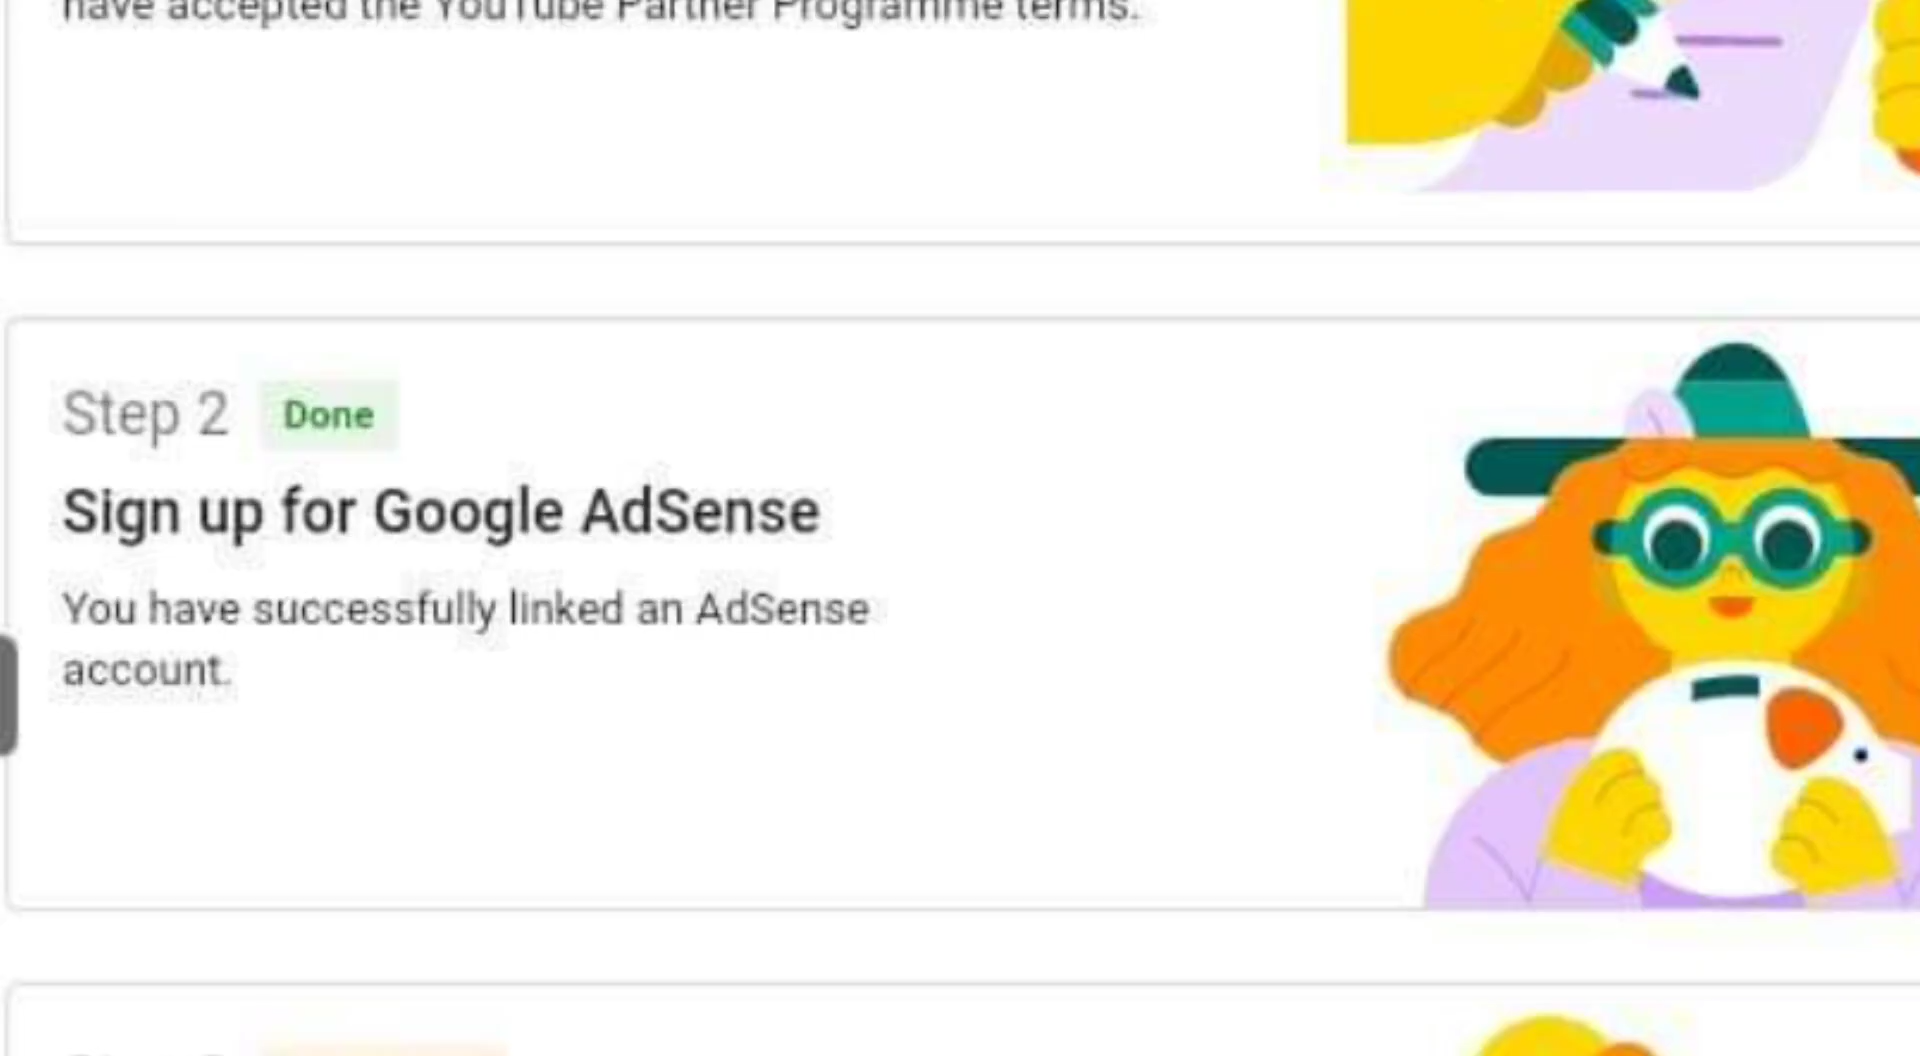 have accepted the YouTube Partner Programme terms.
Step 2 Done
Sign up for Google AdSense
You have successfully linked an AdSense
account.